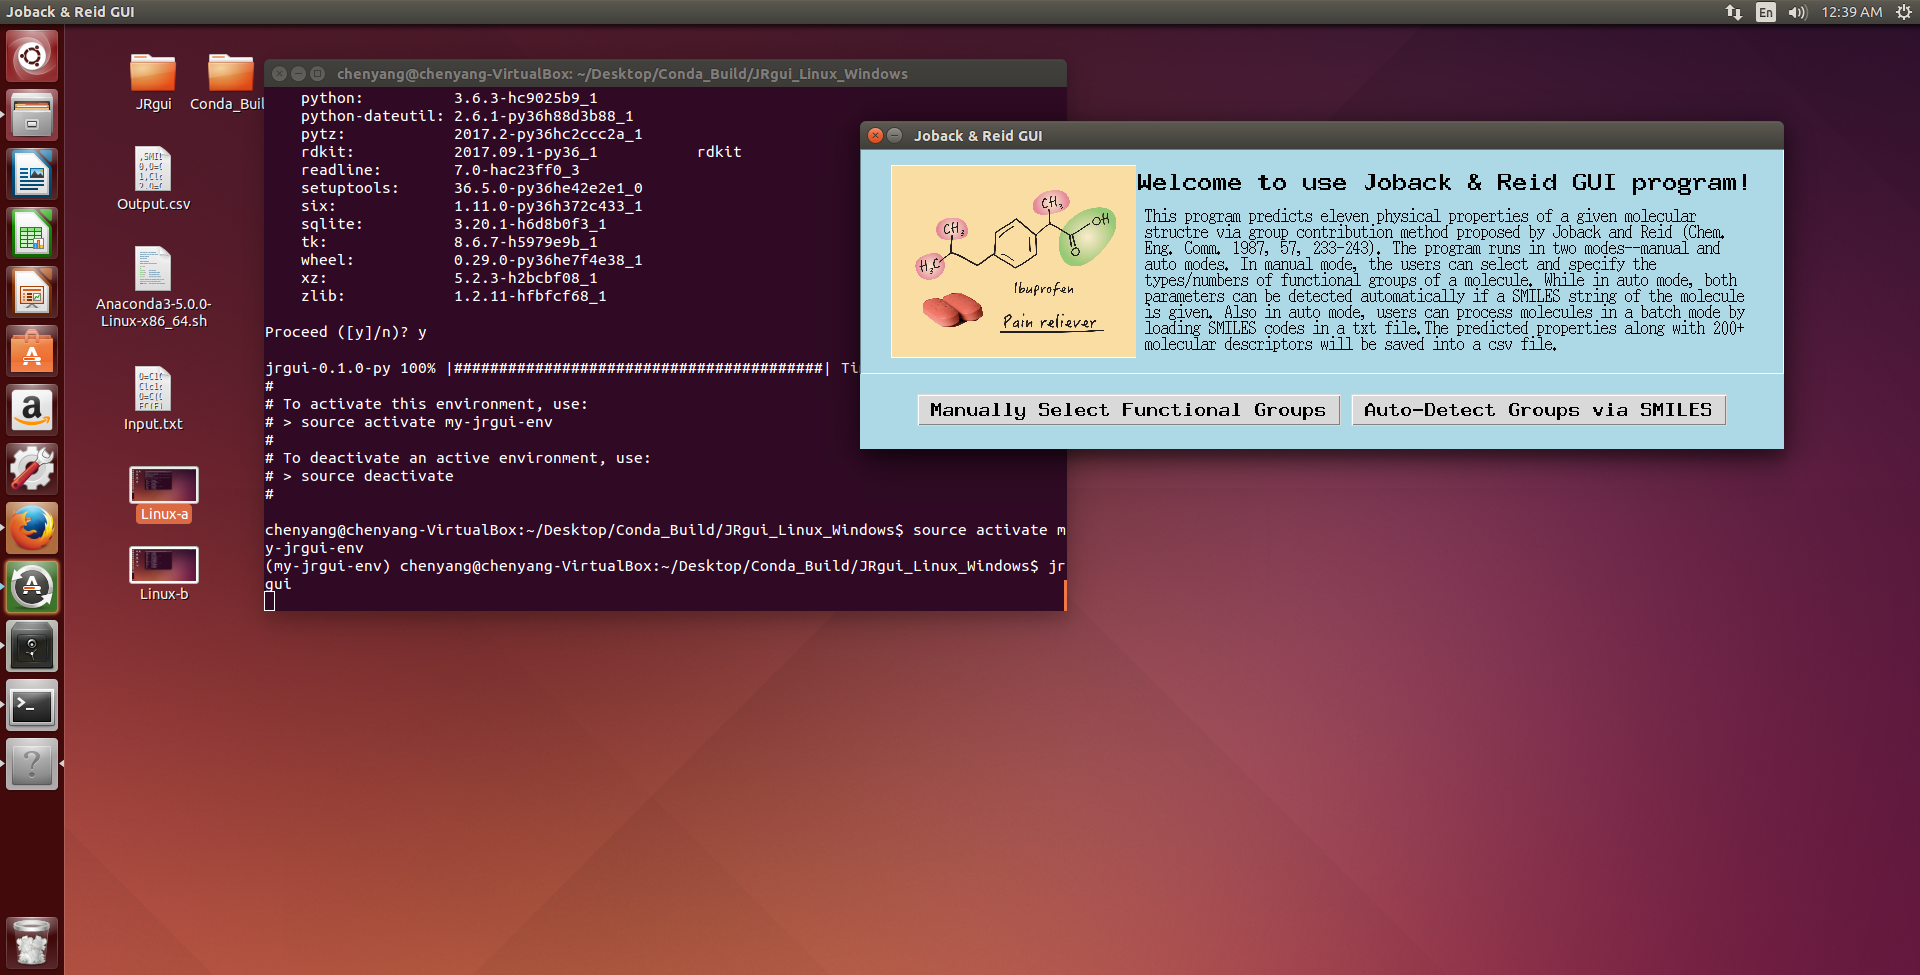 Joback & Reid GUI
En
12:39 AM
JRgui
Conda_Buil
Output.csv
Anaconda3-5.0.0-
Linux-x86_64.sh
Input.txt
Linux-a
Linux-b
chenyang@chenyang-VirtualBox: ~/Desktop/Conda_Build/JRgui_Linux_Windows
python: 3.6.3-hc9025b9_1
python-dateutil: 2.6.1-py36h88d3b88_1
pytz: 2017.2-py36hc2ccc2a_1
rdkit: 2017.09.1-py36_1 rdkit
readline: 7.0-hac23ff0_3
setuptools: 36.5.0-py36he42e2e1_0
six: 1.11.0-py36h372c433_1
sqlite: 3.20.1-h6d8b0f3_1
tk: 8.6.7-h5979e9b_1
wheel: 0.29.0-py36he7f4e38_1
xz: 5.2.3-h2bcbf08_1
zlib: 1.2.11-hfbfcf68_1
Proceed ([y]/n)? y
jrgui-0.1.0-py 100% |#########################################| Ti
#
# To activate this environment, use:
# > source activate my-jrgui-env
#
# To deactivate an active environment, use:
# > source deactivate
#
chenyang@chenyang-VirtualBox:~/Desktop/Conda_Build/JRgui_Linux_Windows$ source activate m
y-jrgui-env
(my-jrgui-env) chenyang@chenyang-VirtualBox:~/Desktop/Conda_Build/JRgui_Linux_Windows$ jr
gui
Joback & Reid GUI
CH₃
OH
CH₃
H₃C
O
Ibuprofen
Pain reliever
Welcome to use Joback & Reid GUI program!
This program predicts eleven physical properties of a given molecular
structre via group contribution method proposed by Joback and Reid (Chem.
Eng. Comm. 1987, 57, 233-243). The program runs in two modes--manual and
auto modes. In manual mode, the users can select and specify the
types/numbers of functional groups of a molecule. While in auto mode, both
parameters can be detected automatically if a SMILES string of the molecule
is given. Also in auto mode, users can process molecules in a batch mode by
loading SMILES codes in a txt file.The predicted properties along with 200+
molecular descriptors will be saved into a csv file.
Manually Select Functional Groups
Auto-Detect Groups via SMILES